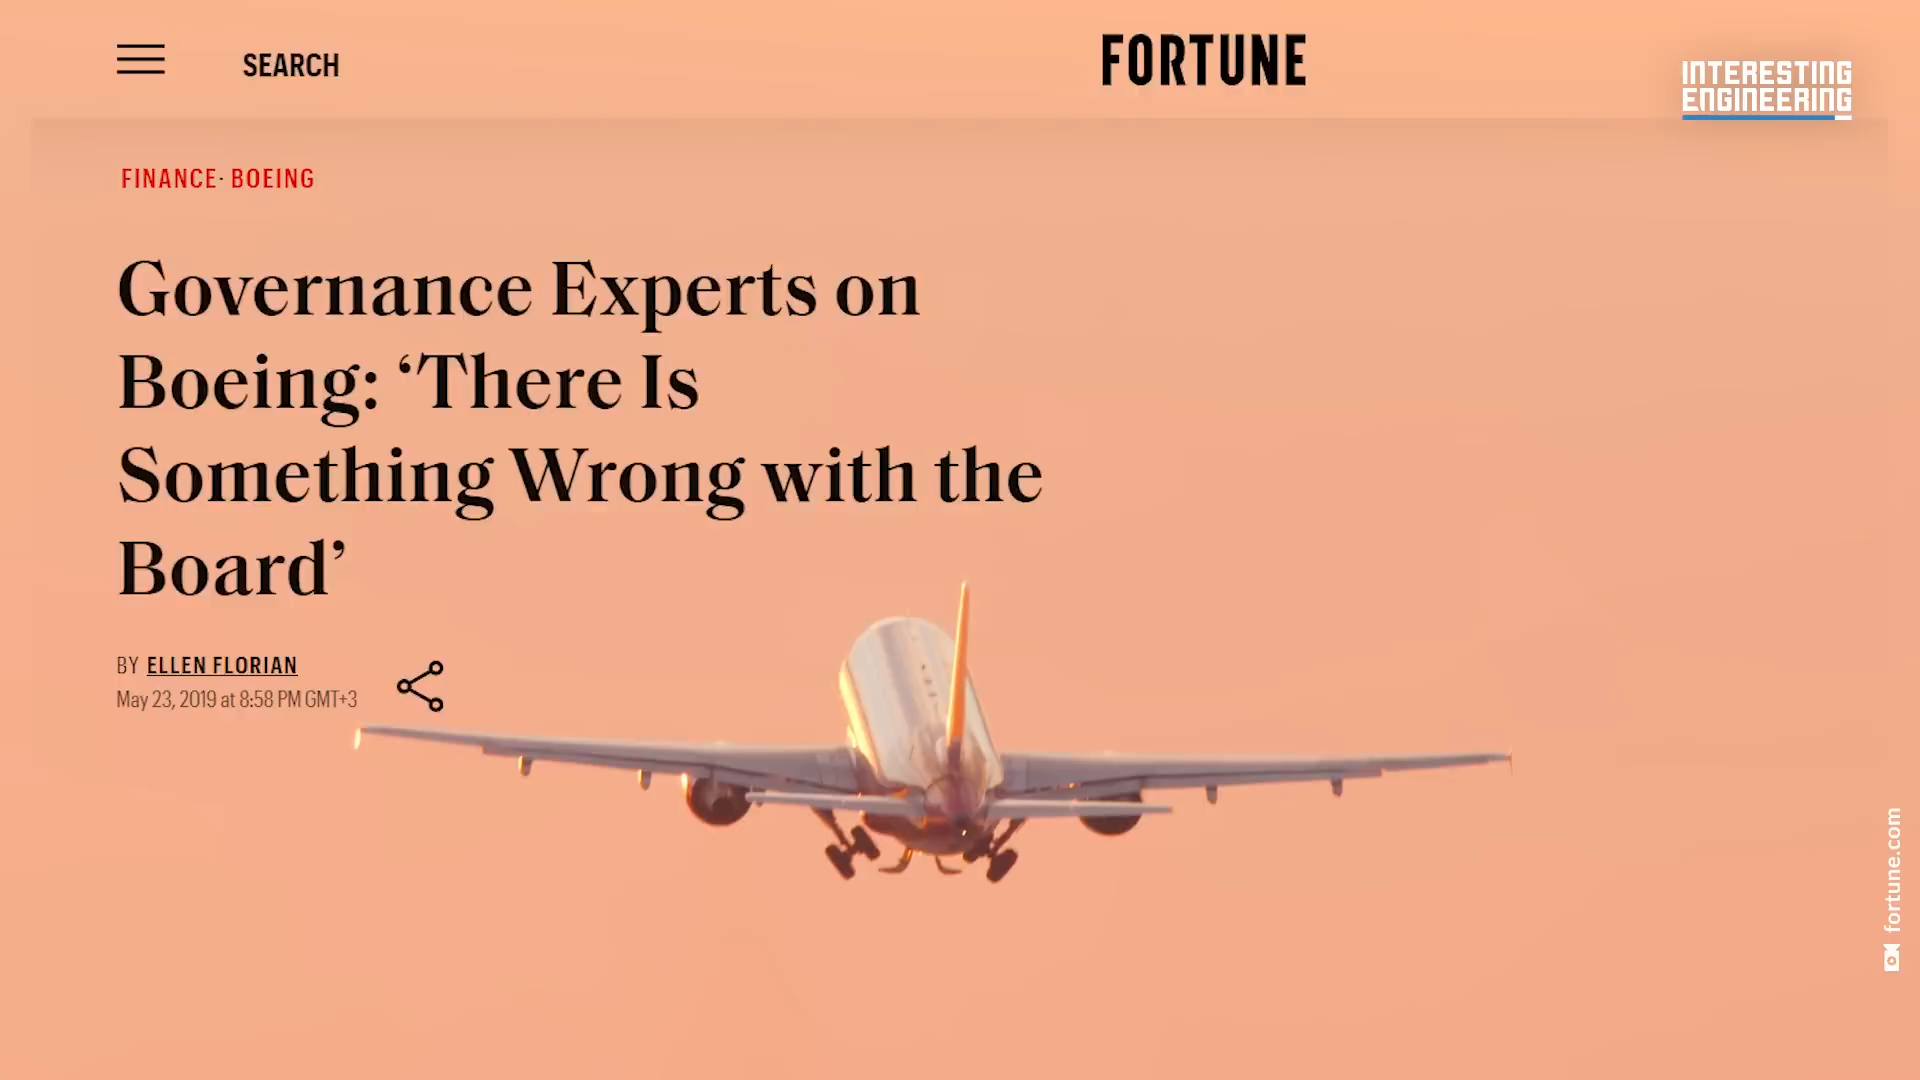 SEARCH
FORTUNE
INTERESTING
ENGINEERING
FINANCE· BOEING
Governance Experts on
Boeing: ‘There Is
Something Wrong with the
Board’
BY ELLEN FLORIAN
May 23, 2019 at 8:58 PM GMT+3
fortune.com